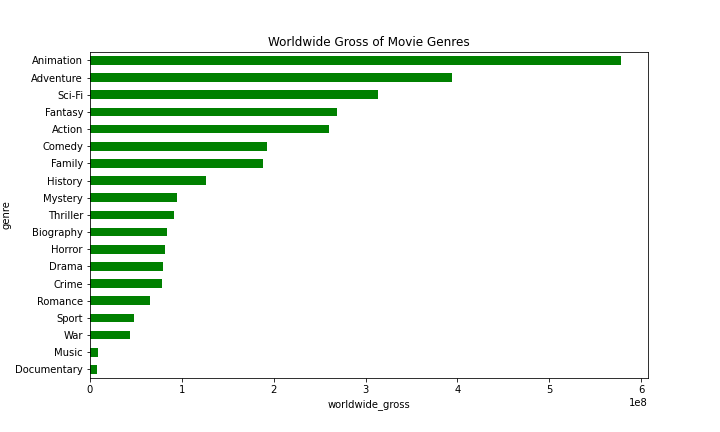 Worldwide Gross of Movie Genres
Animation
Adventure
Sci-Fi
Fantasy
Action
Comedy
Family
History
Mystery
Thriller
Biography
Horror
Drama
Crime
Romance
Sport
War
Music
Documentary
genre
0 1 2 3 4 5 6
1e8
worldwide_gross